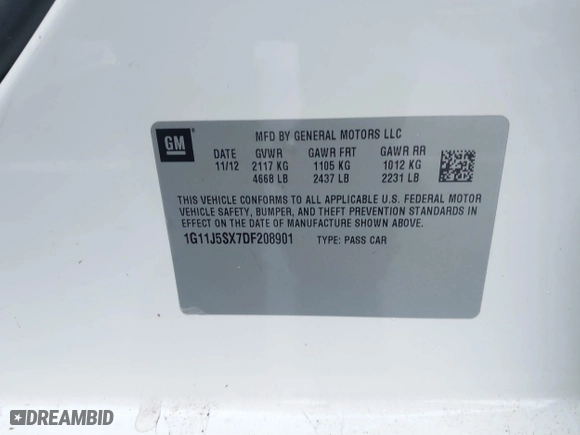 GM
MFD BY GENERAL MOTORS LLC
DATE GVWR GAWR FRT GAWR RR
11/12 2117 KG 1105 KG 1012 KG
4668 LB 2437 LB 2231 LB
THIS VEHICLE CONFORMS TO ALL APPLICABLE U.S. FEDERAL MOTOR
VEHICLE SAFETY, BUMPER, AND THEFT PREVENTION STANDARDS IN
EFFECT ON THE DATE OF MANUFACTURE SHOWN ABOVE.
1G11J5SX7DF208901 TYPE: PASS CAR
DREAMBID